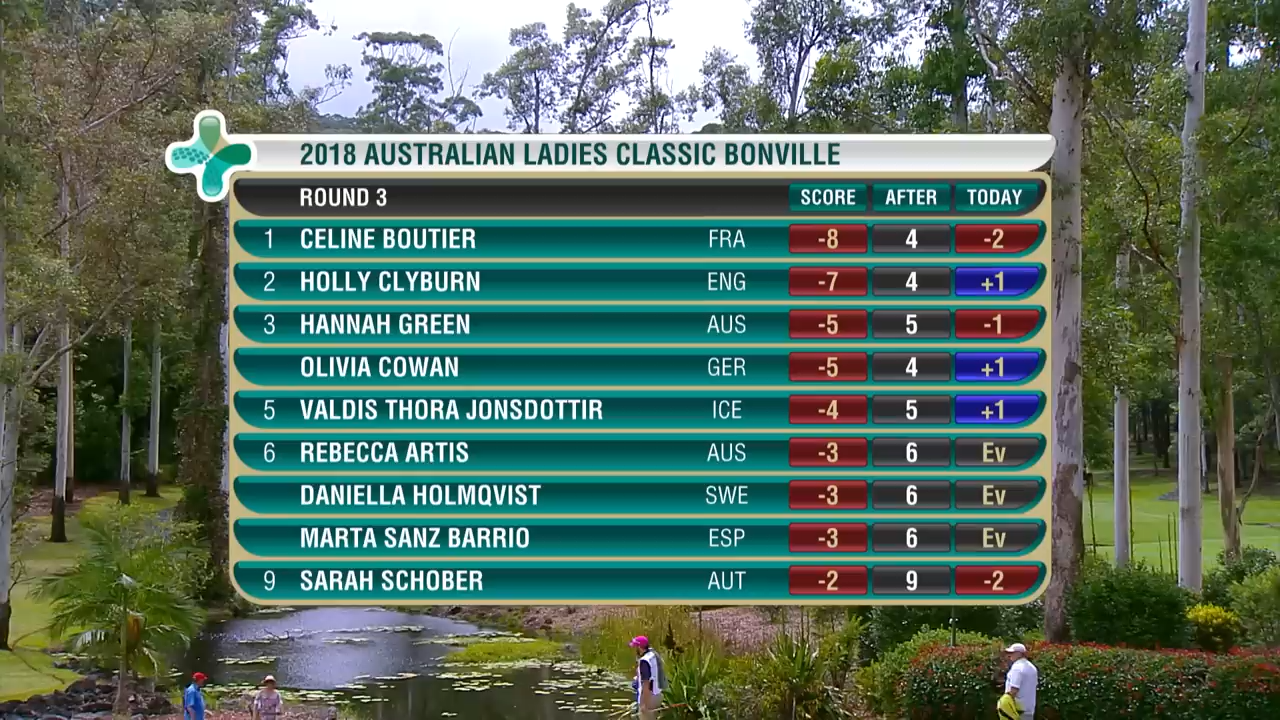 2018 AUSTRALIAN LADIES CLASSIC BONVILLE
ROUND 3 SCORE AFTER TODAY
1 CELINE BOUTIER FRA -8 4 -2
2 HOLLY CLYBURN ENG -7 4 +1
3 HANNAH GREEN AUS -5 5 -1
OLIVIA COWAN GER -5 4 +1
5 VALDIS THORA JONSDOTTIR ICE -4 5 +1
6 REBECCA ARTIS AUS -3 6 Ev
DANIELLA HOLMQVIST SWE -3 6 Ev
MARTA SANZ BARRIO ESP -3 6 Ev
9 SARAH SCHOBER AUT -2 9 -2